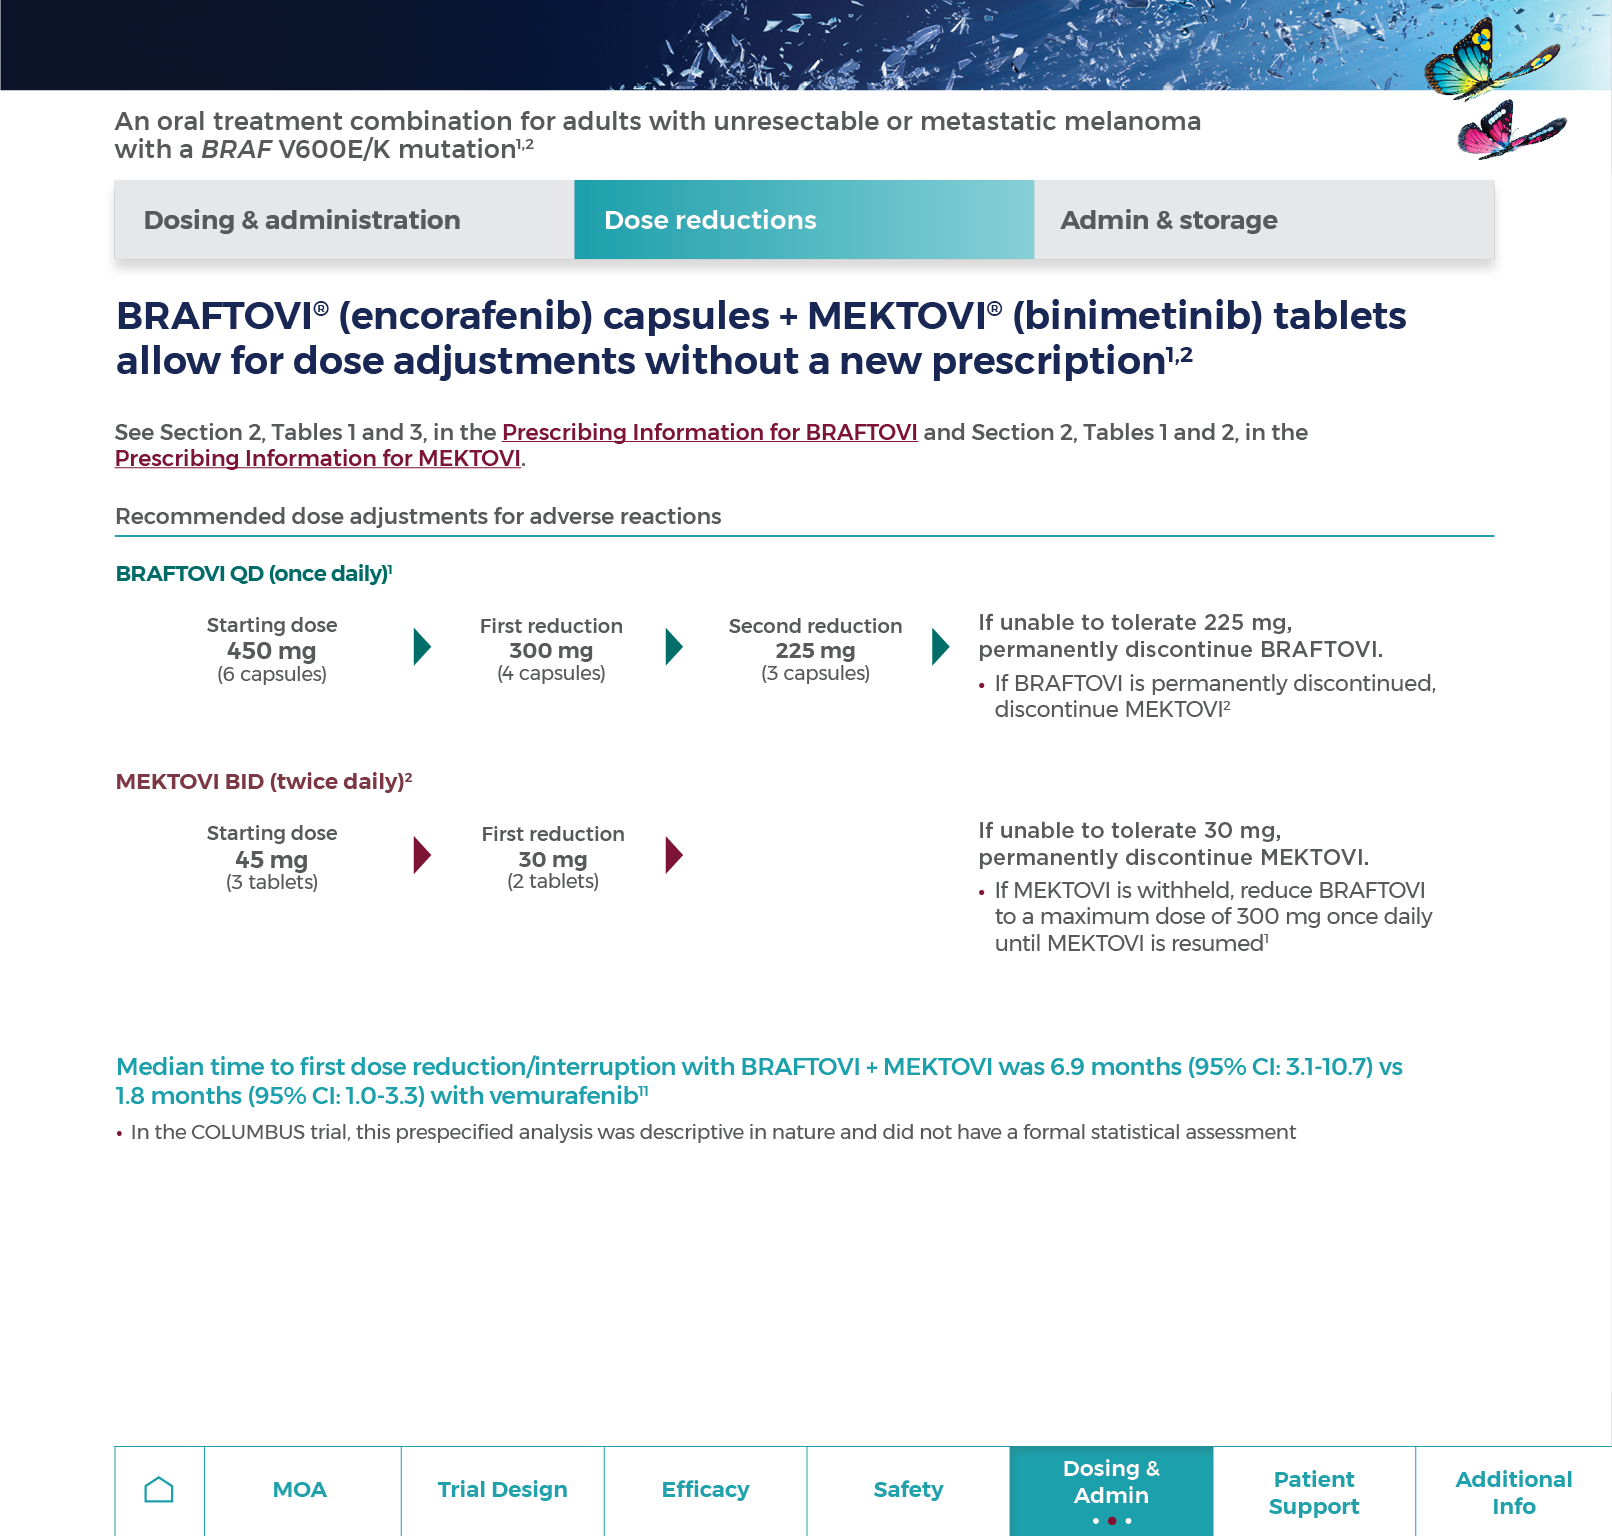 An oral treatment combination for adults with unresectable or metastatic melanoma
with a BRAF V600E/K mutation1,2
Dosing & administration
Dose reductions
Admin & storage
BRAFTOVI® (encorafenib) capsules + MEKTOVI® (binimetinib) tablets
allow for dose adjustments without a new prescription1,2
See Section 2, Tables 1 and 3, in the Prescribing Information for BRAFTOVI and Section 2, Tables 1 and 2, in the
Prescribing Information for MEKTOVI.
Recommended dose adjustments for adverse reactions
BRAFTOVI QD (once daily)1
Starting dose
450 mg
(6 capsules)
First reduction
300 mg
(4 capsules)
Second reduction
225 mg
(3 capsules)
If unable to tolerate 225 mg,
permanently discontinue BRAFTOVI.
• If BRAFTOVI is permanently discontinued,
discontinue MEKTOVI2
MEKTOVI BID (twice daily)2
Starting dose
45 mg
(3 tablets)
First reduction
30 mg
(2 tablets)
If unable to tolerate 30 mg,
permanently discontinue MEKTOVI.
• If MEKTOVI is withheld, reduce BRAFTOVI
to a maximum dose of 300 mg once daily
until MEKTOVI is resumed1
Median time to first dose reduction/interruption with BRAFTOVI + MEKTOVI was 6.9 months (95% CI: 3.1-10.7) vs
1.8 months (95% CI: 1.0-3.3) with vemurafenib11
• In the COLUMBUS trial, this prespecified analysis was descriptive in nature and did not have a formal statistical assessment
MOA
Trial Design
Efficacy
Safety
Dosing &
Admin
Patient
Support
Additional
Info